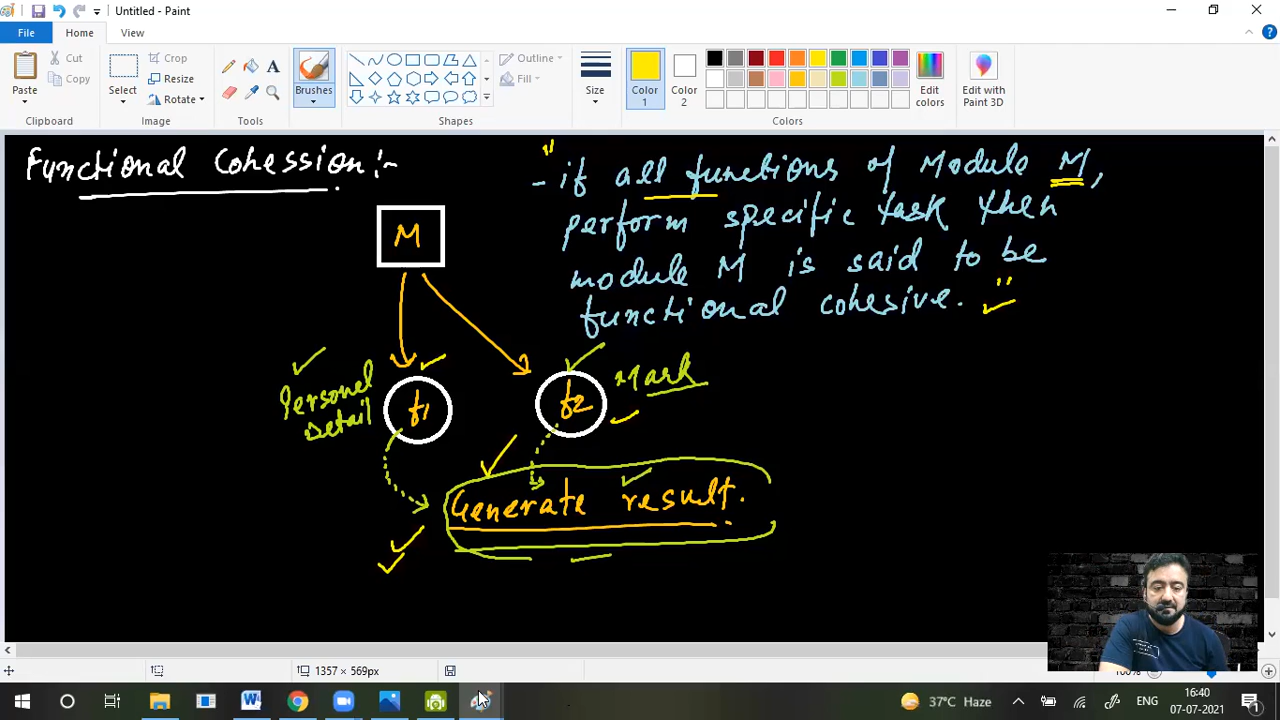 Untitled - Paint
File Home View
Cut
Copy
Paste
Clipboard
Select
Crop
Resize
Rotate
Image
Tools
Brushes
Outline
Fill
Shapes
Size
Color 1
Color 2
Edit colors
Colors
Edit with Paint 3D
Functional Cohession :-
" - if all functions of Module M,
perform specific task then
module M is said to be
functional cohesive. "
M
Personel
Detail
f1
f2
Mark
Generate result.
1357 × 569px
100%
37°C Haze
ENG
16:40
07-07-2021
1